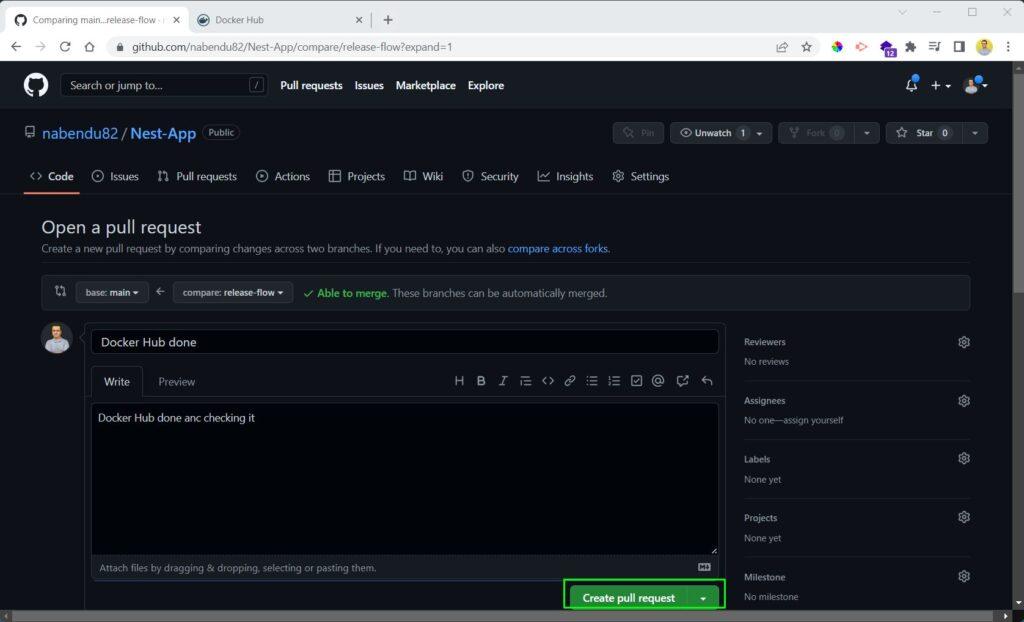 Comparing main...release-flow ·
Docker Hub
github.com/nabendu82/Nest-App/compare/release-flow?expand=1
12
Search or jump to...
/
Pull requests
Issues
Marketplace
Explore
nabendu82 / Nest-App
Public
Pin
Unwatch 1
Fork 0
Star 0
Code
Issues
Pull requests
Actions
Projects
Wiki
Security
Insights
Settings
Open a pull request
Create a new pull request by comparing changes across two branches. If you need to, you can also compare across forks.
base: main
compare: release-flow
Able to merge. These branches can be automatically merged.
Docker Hub done
Write
Preview
Docker Hub done anc checking it
Attach files by dragging & dropping, selecting or pasting them.
Create pull request
Reviewers
No reviews
Assignees
No one—assign yourself
Labels
None yet
Projects
None yet
Milestone
No milestone